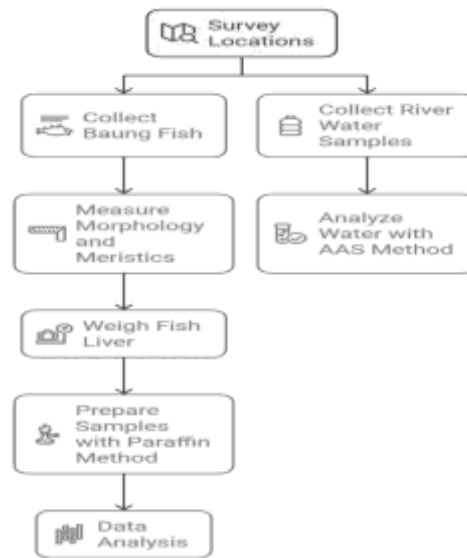 Survey
Locations
Collect
Baung Fish
Collect River
Water
Samples
Measure
Morphology
and
Meristics
Analyze
Water with
AAS Method
Weigh Fish
Liver
Prepare
Samples
with Paraffin
Method
Data
Analysis